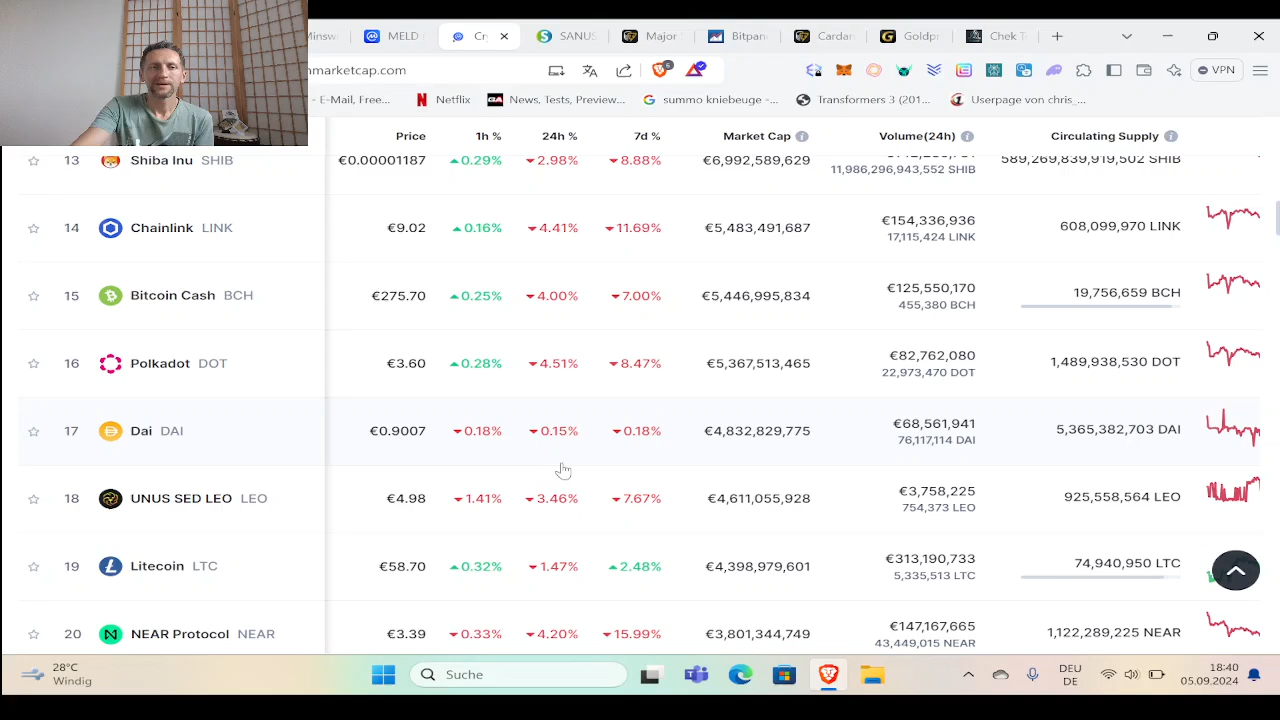 Minsw
MELD
Cry
SANUS
Major
Bitpan
Cardan
Goldpr
Chek T
nmarketcap.com
6
VPN
- E-Mail, Free...
Netflix
News, Tests, Preview...
summo kniebeuge -...
Transformers 3 (201...
Userpage von chris_...
Price 1h % 24h % 7d % Market Cap Volume(24h) Circulating Supply
13 Shiba Inu SHIB €0.00001187 0.29% 2.98% 8.88% €6,992,589,629 589,269,839,919,502 SHIB
11,986,296,943,552 SHIB
14 Chainlink LINK €9.02 0.16% 4.41% 11.69% €5,483,491,687 €154,336,936 608,099,970 LINK
17,115,424 LINK
15 Bitcoin Cash BCH €275.70 0.25% 4.00% 7.00% €5,446,995,834 €125,550,170 19,756,659 BCH
455,380 BCH
16 Polkadot DOT €3.60 0.28% 4.51% 8.47% €5,367,513,465 €82,762,080 1,489,938,530 DOT
22,973,470 DOT
17 Dai DAI €0.9007 0.18% 0.15% 0.18% €4,832,829,775 €68,561,941 5,365,382,703 DAI
76,117,114 DAI
18 UNUS SED LEO LEO €4.98 1.41% 3.46% 7.67% €4,611,055,928 €3,758,225 925,558,564 LEO
754,373 LEO
19 Litecoin LTC €58.70 0.32% 1.47% 2.48% €4,398,979,601 €313,190,733 74,940,950 LTC
5,335,513 LTC
20 NEAR Protocol NEAR €3.39 0.33% 4.20% 15.99% €3,801,344,749 €147,167,665 1,122,289,225 NEAR
43,449,015 NEAR
28°C
Windig
Suche
DEU
DE
18:40
05.09.2024